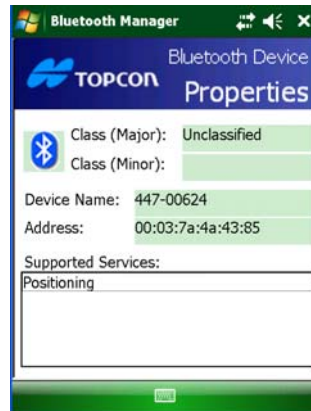 Bluetooth Manager
Bluetooth Device
TOPCON
Properties
Class (Major): Unclassified
Class (Minor):
Device Name: 447-00624
Address: 00:03:7a:4a:43:85
Supported Services:
Positioning